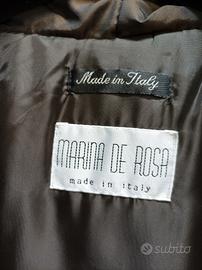 Made in Italy
MARINA DE ROSA
made in italy
subito